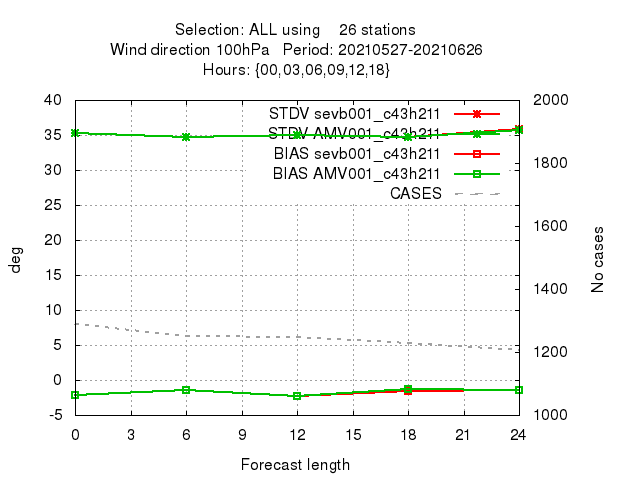 Selection: ALL using    26 stations
Wind direction 100hPa   Period: 20210527-20210626
Hours: {00,03,06,09,12,18}
40 2000
STDV sevb001_c43h211
35 STDV AMV001_c43h211
1800
BIAS sevb001_c43h211
30 BIAS AMV001_c43h211
CASES
25
1600
20
deg
No cases
15
1400
10
5
1200
0
-5 1000
0 3 6 9 12 15 18 21 24
Forecast length